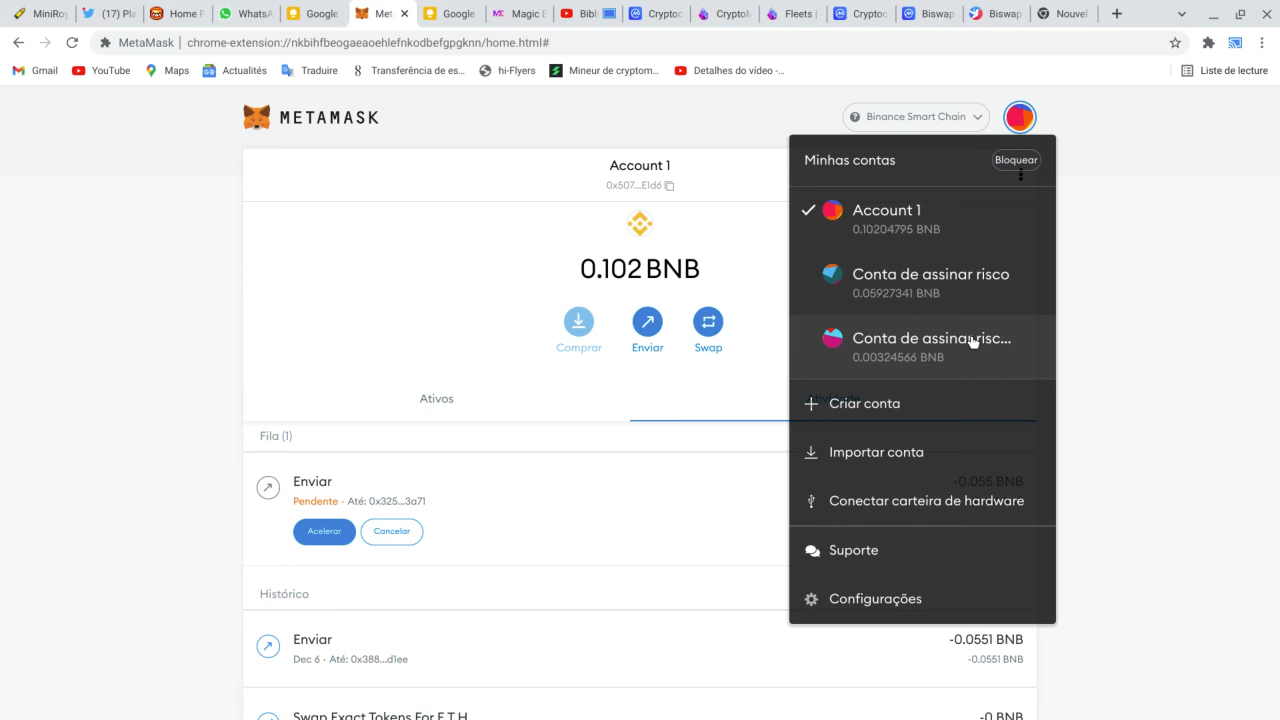 MiniRoy
(17) Pla
Home P
WhatsA
Google
Met
Google
Magic E
Bibl
Cryptoc
CryptoM
Fleets |
Cryptoc
Biswap
Biswap
Nouvel
MetaMask | chrome-extension://nkbihfbeogaeaoehlefnkodbefgpgknn/home.html#
Gmail
YouTube
Maps
Actualités
Traduire
Transferência de es...
hi-Flyers
Mineur de cryptom...
Detalhes do vídeo -...
Liste de lecture
METAMASK
Binance Smart Chain
Account 1
0x507...E1d6
0.102 BNB
Comprar
Enviar
Swap
Ativos
Fila (1)
Enviar
-0.055 BNB
Pendente · Até: 0x325...3a71
Acelerar
Cancelar
Histórico
Enviar
-0.0551 BNB
Dec 6 · Até: 0x388...d1ee
-0.0551 BNB
Swap Exact Tokens For E T H
-0 BNB
Minhas contas
Bloquear
Account 1
0.10204795 BNB
Conta de assinar risco
0.05927341 BNB
Conta de assinar risc...
0.00324566 BNB
Criar conta
Importar conta
Conectar carteira de hardware
Suporte
Configurações